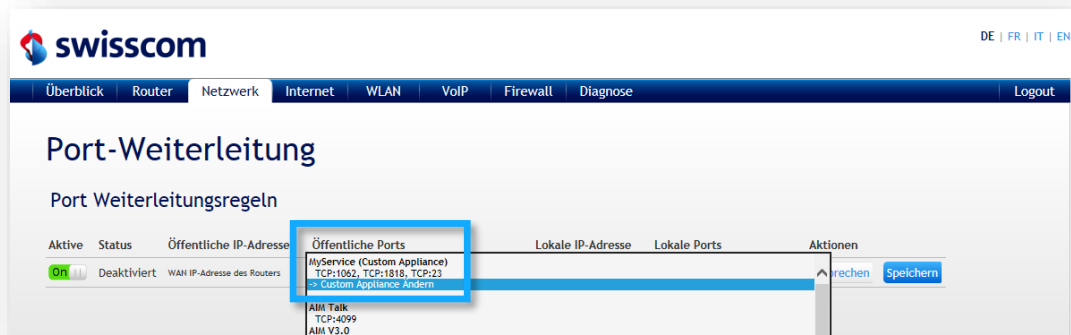 swisscom
DE | FR | IT | EN
Überblick Router Netzwerk Internet WLAN VoIP Firewall Diagnose Logout
Port-Weiterleitung
Port Weiterleitungsregeln
Aktive Status Öffentliche IP-Adresse Öffentliche Ports Lokale IP-Adresse Lokale Ports Aktionen
On Deaktiviert WAN IP-Adresse des Routers MyService (Custom Appliance) brechen Speichern
TCP:1062, TCP:1818, TCP:23
-> Custom Appliance Ändern
AIM Talk
TCP:4099
AIM V3.0